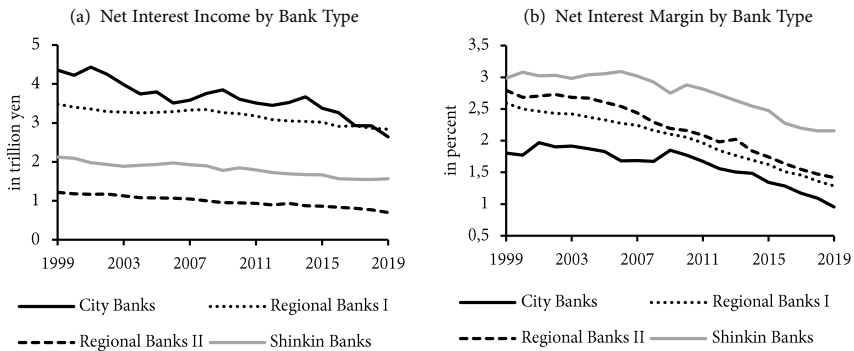 (a) Net Interest Income by Bank Type
in trillion yen
5
4
3
2
1
0
1999 2003 2007 2011 2015 2019
City Banks Regional Banks I
Regional Banks II Shinkin Banks
(b) Net Interest Margin by Bank Type
in percent
3,5
3
2,5
2
1,5
1
0,5
1999 2003 2007 2011 2015 2019
City Banks Regional Banks I
Regional Banks II Shinkin Banks